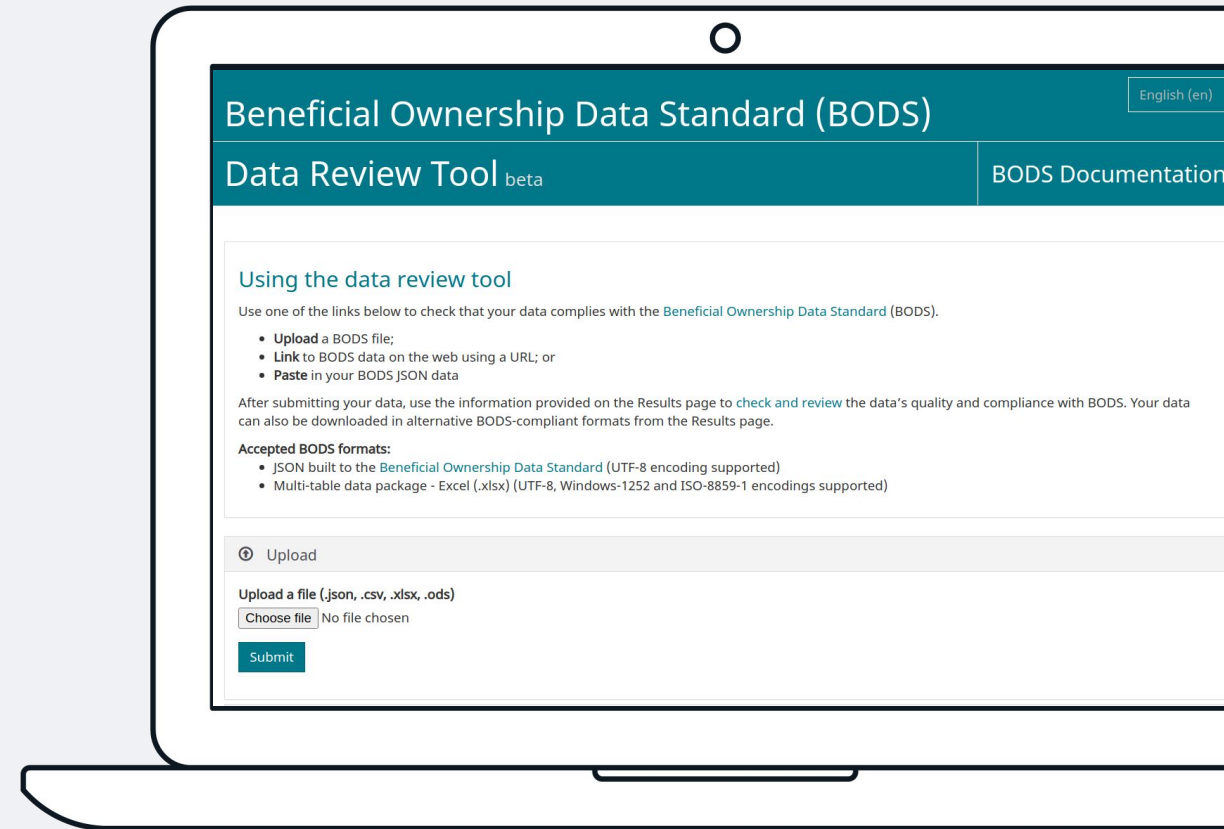 Beneficial Ownership Data Standard (BODS)
English (en)
Data Review Tool beta
BODS Documentation
Using the data review tool
Use one of the links below to check that your data complies with the Beneficial Ownership Data Standard (BODS).
• Upload a BODS file;
• Link to BODS data on the web using a URL; or
• Paste in your BODS JSON data
After submitting your data, use the information provided on the Results page to check and review the data's quality and compliance with BODS. Your data
can also be downloaded in alternative BODS-compliant formats from the Results page.
Accepted BODS formats:
• JSON built to the Beneficial Ownership Data Standard (UTF-8 encoding supported)
• Multi-table data package - Excel (.xlsx) (UTF-8, Windows-1252 and ISO-8859-1 encodings supported)
Upload
Upload a file (.json, .csv, .xlsx, .ods)
Choose file No file chosen
Submit